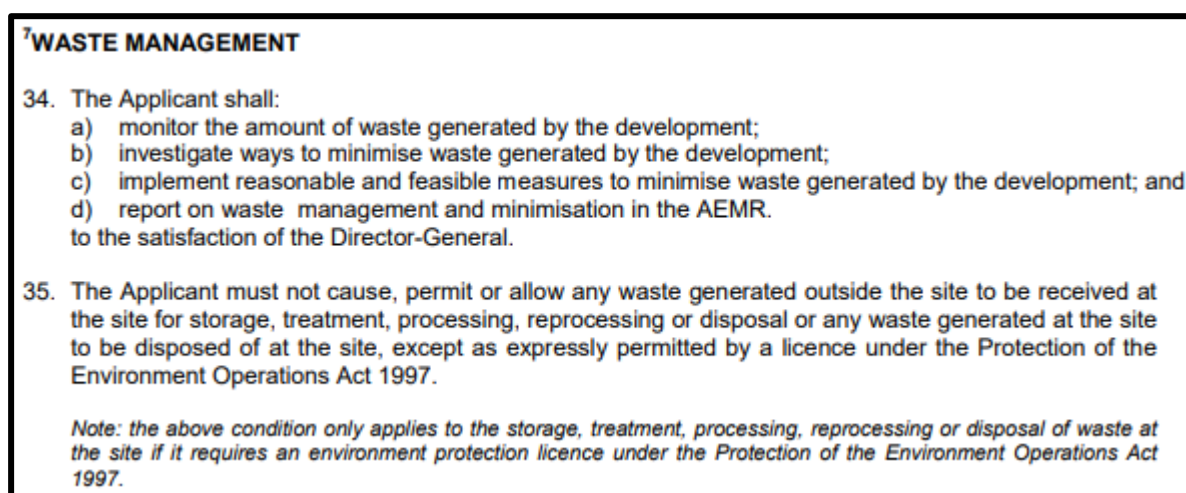 ⁷WASTE MANAGEMENT
34. The Applicant shall:
a) monitor the amount of waste generated by the development;
b) investigate ways to minimise waste generated by the development;
c) implement reasonable and feasible measures to minimise waste generated by the development; and
d) report on waste management and minimisation in the AEMR.
to the satisfaction of the Director-General.
35. The Applicant must not cause, permit or allow any waste generated outside the site to be received at
the site for storage, treatment, processing, reprocessing or disposal or any waste generated at the site
to be disposed of at the site, except as expressly permitted by a licence under the Protection of the
Environment Operations Act 1997.
Note: the above condition only applies to the storage, treatment, processing, reprocessing or disposal of waste at
the site if it requires an environment protection licence under the Protection of the Environment Operations Act
1997.